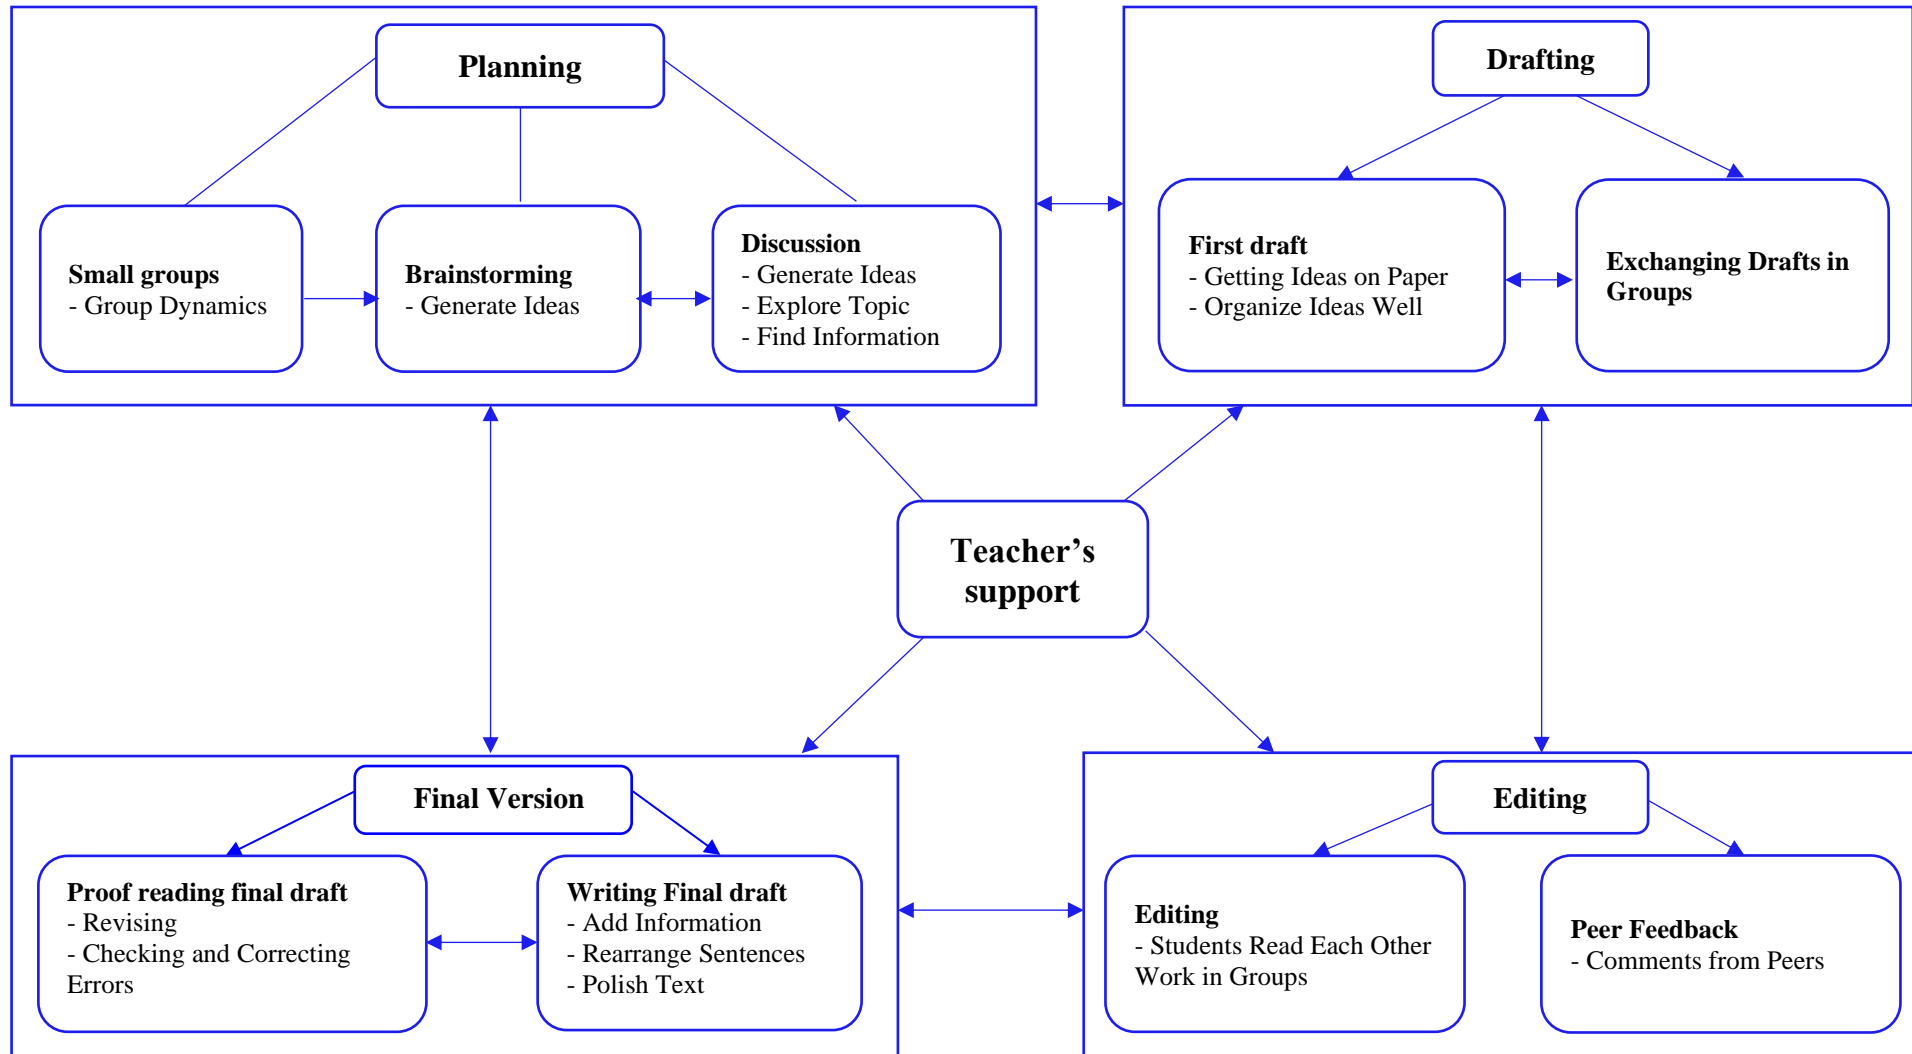 Planning
Small groups
- Group Dynamics
Brainstorming
- Generate Ideas
Discussion
- Generate Ideas
- Explore Topic
- Find Information
Drafting
First draft
- Getting Ideas on Paper
- Organize Ideas Well
Exchanging Drafts in
Groups
Teacher’s
support
Final Version
Proof reading final draft
- Revising
- Checking and Correcting
Errors
Writing Final draft
- Add Information
- Rearrange Sentences
- Polish Text
Editing
Editing
- Students Read Each Other
Work in Groups
Peer Feedback
- Comments from Peers